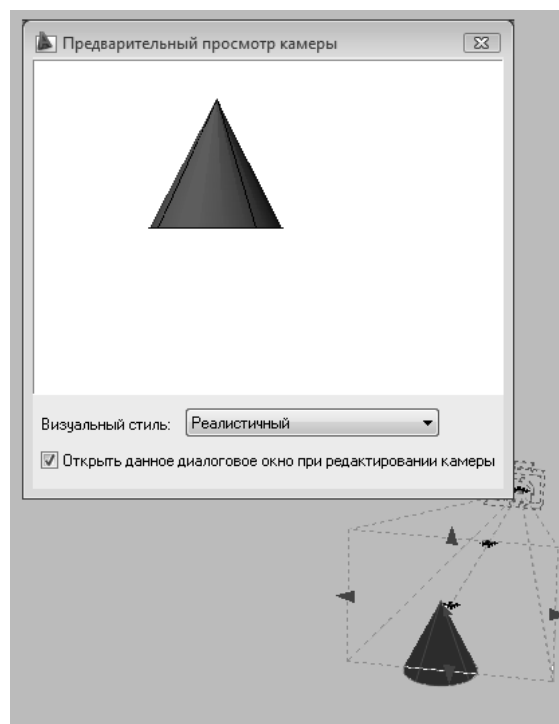 Предварительный просмотр камеры
Визуальный стиль: Реалистичный
Открыть данное диалоговое окно при редактировании камеры